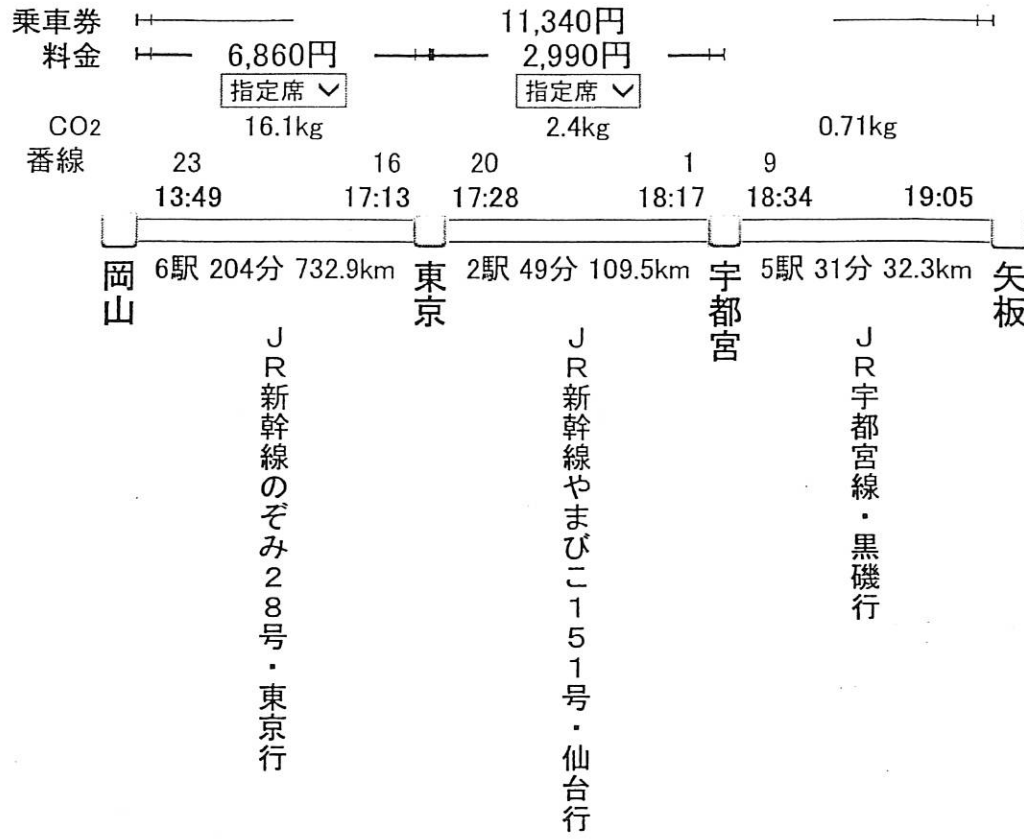 乗車券 11,340円
料金 6,860円 2,990円
指定席 指定席
CO2 16.1kg 2.4kg 0.71kg
番線 23 16 20 1 9
13:49 17:13 17:28 18:17 18:34 19:05
6駅 204分 732.9km 2駅 49分 109.5km 5駅 31分 32.3km
岡山
東京
宇都宮
矢板
JR新幹線のぞみ28号・東京行
JR新幹線やまびこ151号・仙台行
JR宇都宮線・黒磯行